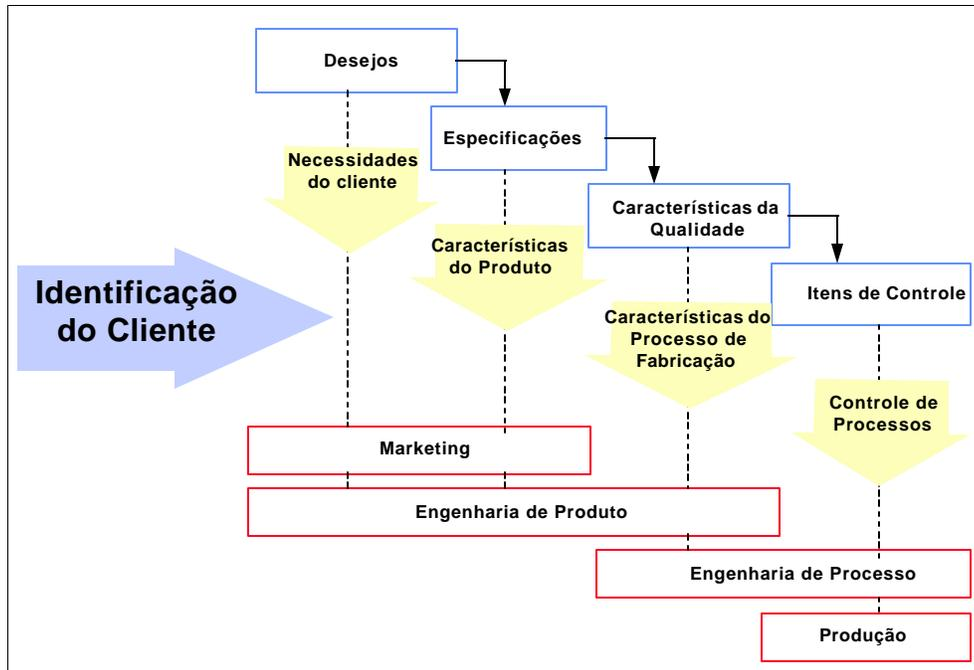 Desejos
Especificações
Necessidades
do cliente
Características da
Qualidade
Características
do Produto
Identificação
do Cliente
Itens de Controle
Características do
Processo de
Fabricação
Controle de
Processos
Marketing
Engenharia de Produto
Engenharia de Processo
Produção